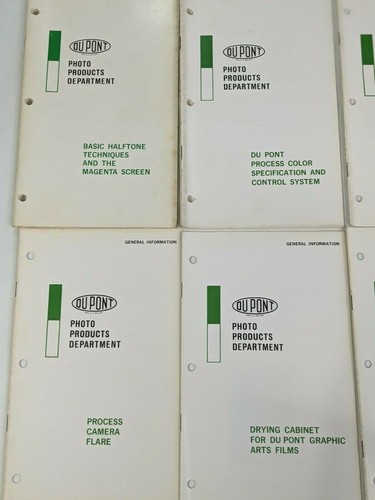 DU PONT
PHOTO
PRODUCTS
DEPARTMENT
BASIC HALFTONE
TECHNIQUES
AND THE
MAGENTA SCREEN
DU PONT
PHOTO
PRODUCTS
DEPARTMENT
DU PONT
PROCESS COLOR
SPECIFICATION AND
CONTROL SYSTEM
GENERAL INFORMATION
DU PONT
PHOTO
PRODUCTS
DEPARTMENT
PROCESS
CAMERA
FLARE
GENERAL INFORMATION
DU PONT
PHOTO
PRODUCTS
DEPARTMENT
DRYING CABINET
FOR DU PONT GRAPHIC
ARTS FILMS